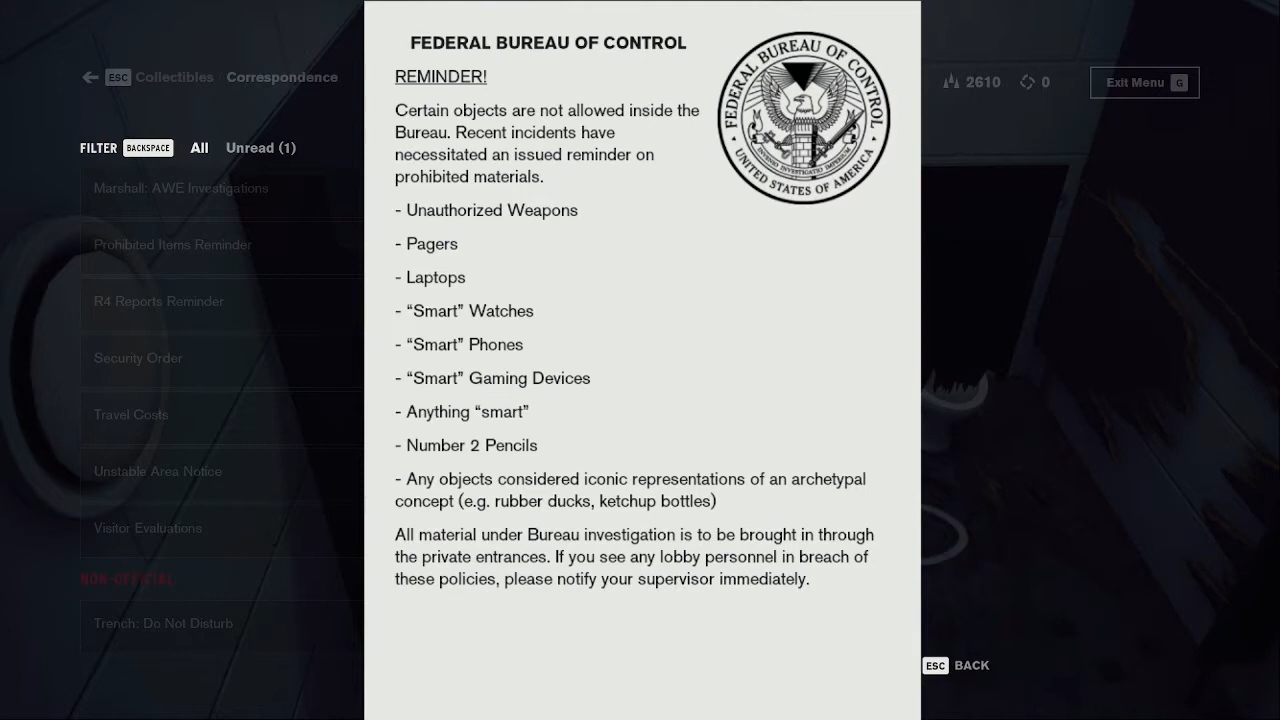 FEDERAL BUREAU OF CONTROL
REMINDER!
Certain objects are not allowed inside the
Bureau. Recent incidents have
necessitated an issued reminder on
prohibited materials.
- Unauthorized Weapons
- Pagers
- Laptops
- “Smart” Watches
- “Smart” Phones
- “Smart” Gaming Devices
- Anything “smart”
- Number 2 Pencils
- Any objects considered iconic representations of an archetypal
concept (e.g. rubber ducks, ketchup bottles)
All material under Bureau investigation is to be brought in through
the private entrances. If you see any lobby personnel in breach of
these policies, please notify your supervisor immediately.
FEDERAL BUREAU OF CONTROL
UNITED STATES OF AMERICA
INVENIO INVESTIGATIO IMPERIUM
ESC Collectibles / Correspondence
2610 0
Exit Menu G
FILTER BACKSPACE All Unread (1)
Marshall: AWE Investigations
Prohibited Items Reminder
R4 Reports Reminder
Security Order
Travel Costs
Unstable Area Notice
Visitor Evaluations
NON-OFFICIAL
Trench: Do Not Disturb
ESC BACK